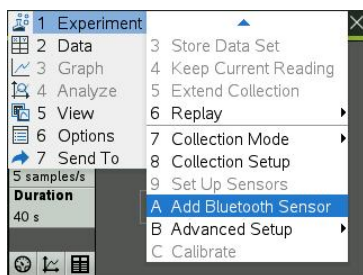 1 Experiment
2 Data
3 Graph
4 Analyze
5 View
6 Options
7 Send To
5 samples/s
Duration
40 s
3 Store Data Set
4 Keep Current Reading
5 Extend Collection
6 Replay
7 Collection Mode
8 Collection Setup
9 Set Up Sensors
A Add Bluetooth Sensor
B Advanced Setup
C Calibrate